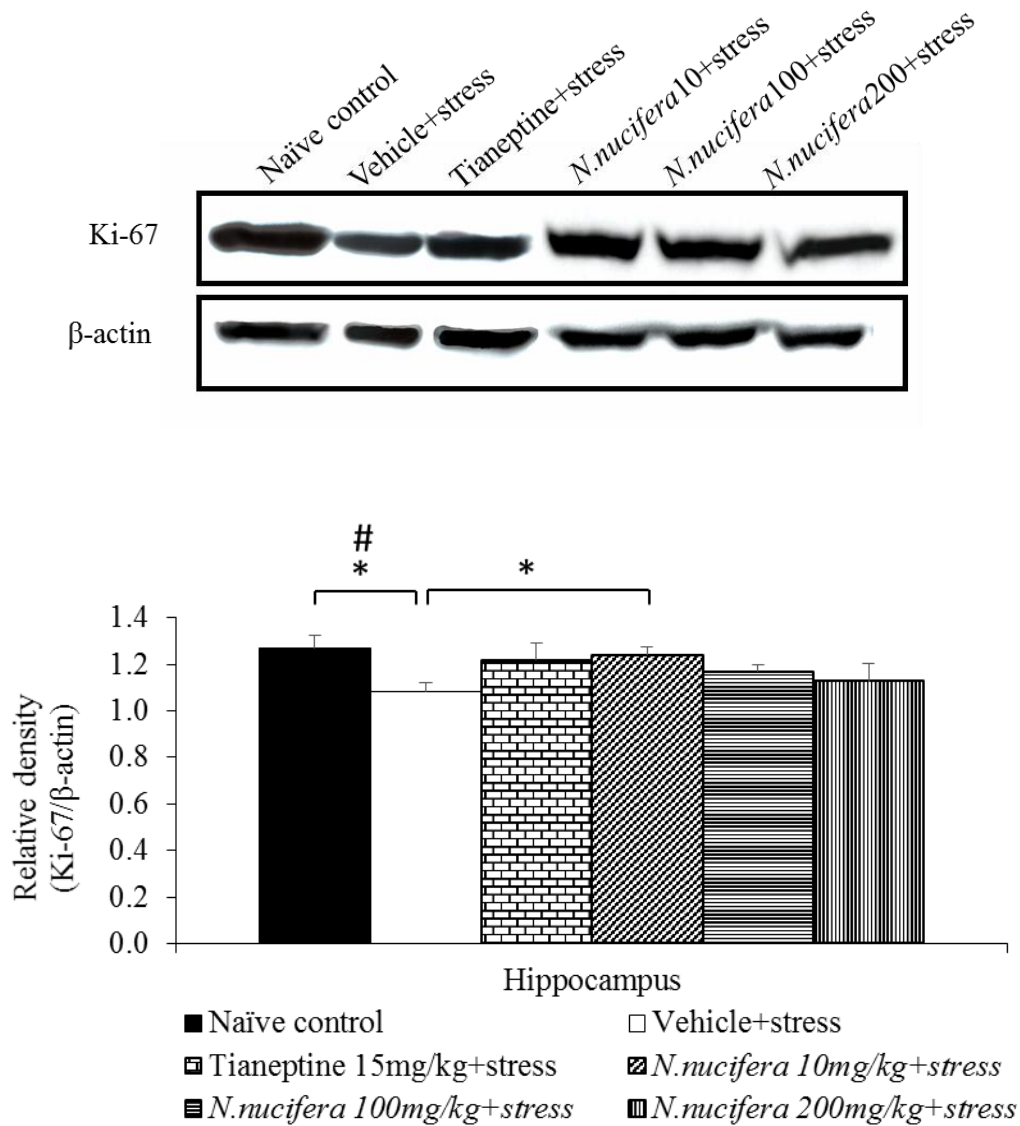 Naïve control
Vehicle+stress
Tianeptine+stress
N.nucifera10+stress
N.nucifera100+stress
N.nucifera200+stress
Ki-67
β-actin
#
*
*
1.4
1.2
1.0
0.8
0.6
0.4
0.2
0.0
Relative density
(Ki-67/β-actin)
Hippocampus
Naïve control
Vehicle+stress
Tianeptine 15mg/kg+stress
N.nucifera 10mg/kg+stress
N.nucifera 100mg/kg+stress
N.nucifera 200mg/kg+stress